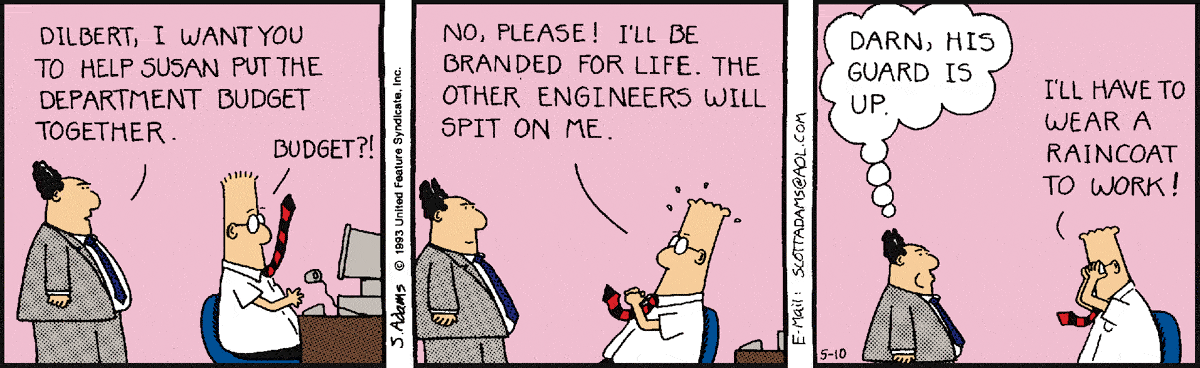 DILBERT, I WANT YOU
TO HELP SUSAN PUT THE
DEPARTMENT BUDGET
TOGETHER.
BUDGET?!
S. Adams
© 1993 United Feature Syndicate, Inc.
NO, PLEASE! I'LL BE
BRANDED FOR LIFE. THE
OTHER ENGINEERS WILL
SPIT ON ME.
E-Mail: SCOTTADAMS@AOL.COM
DARN, HIS
GUARD IS
UP.
I'LL HAVE TO
WEAR A
RAINCOAT
TO WORK!
5-10